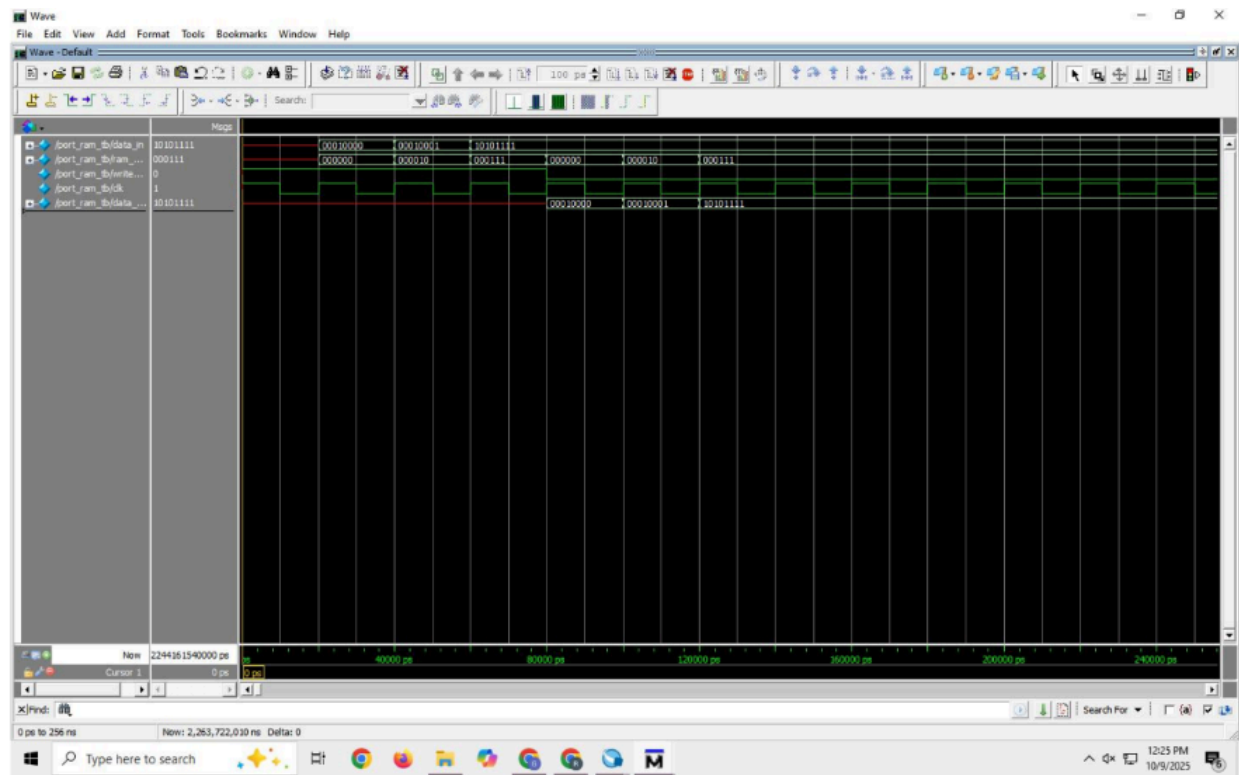 Wave
File Edit View Add Format Tools Bookmarks Window Help
Wave - Default
100 ps
Search:
Msgs
/port_ram_tb/data_in 10101111 00010000 00010001 10101111
/port_ram_tb/ram_... 000111 000000 000010 000111 000000 000010 000111
/port_ram_tb/write... 0
/port_ram_tb/clk 1
/port_ram_tb/data_... 10101111 00010000 00010001 10101111
Now 2244161540000 ps 40000 ps 80000 ps 120000 ps 160000 ps 200000 ps 240000 ps
Cursor 1 0 ps 0 ps
Find: Search For
0 ps to 256 ns Now: 2,263,722,010 ns Delta: 0
Type here to search
12:25 PM
10/9/2025